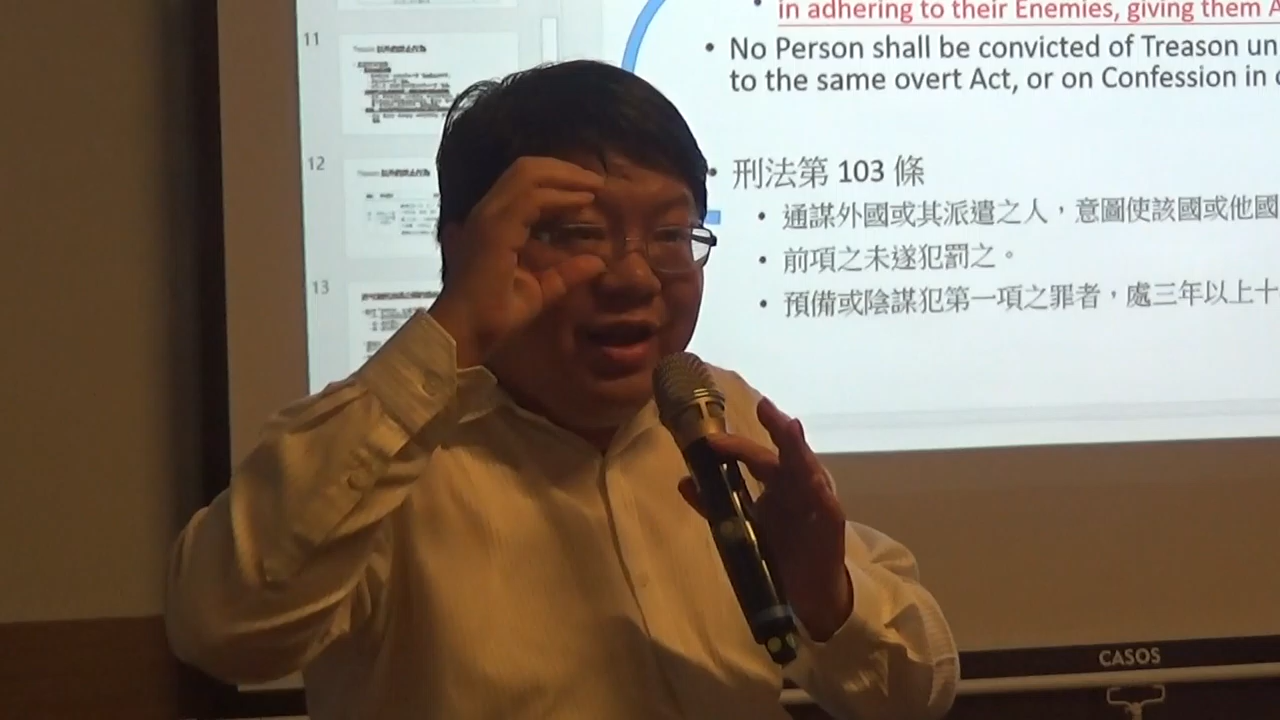 in adhering to their Enemies, giving them A
No Person shall be convicted of Treason un
to the same overt Act, or on Confession in
刑法第 103 條
通謀外國或其派遣之人，意圖使該國或他國
前項之未遂犯罰之。
預備或陰謀犯第一項之罪者，處三年以上十
11
12
13
CASOS